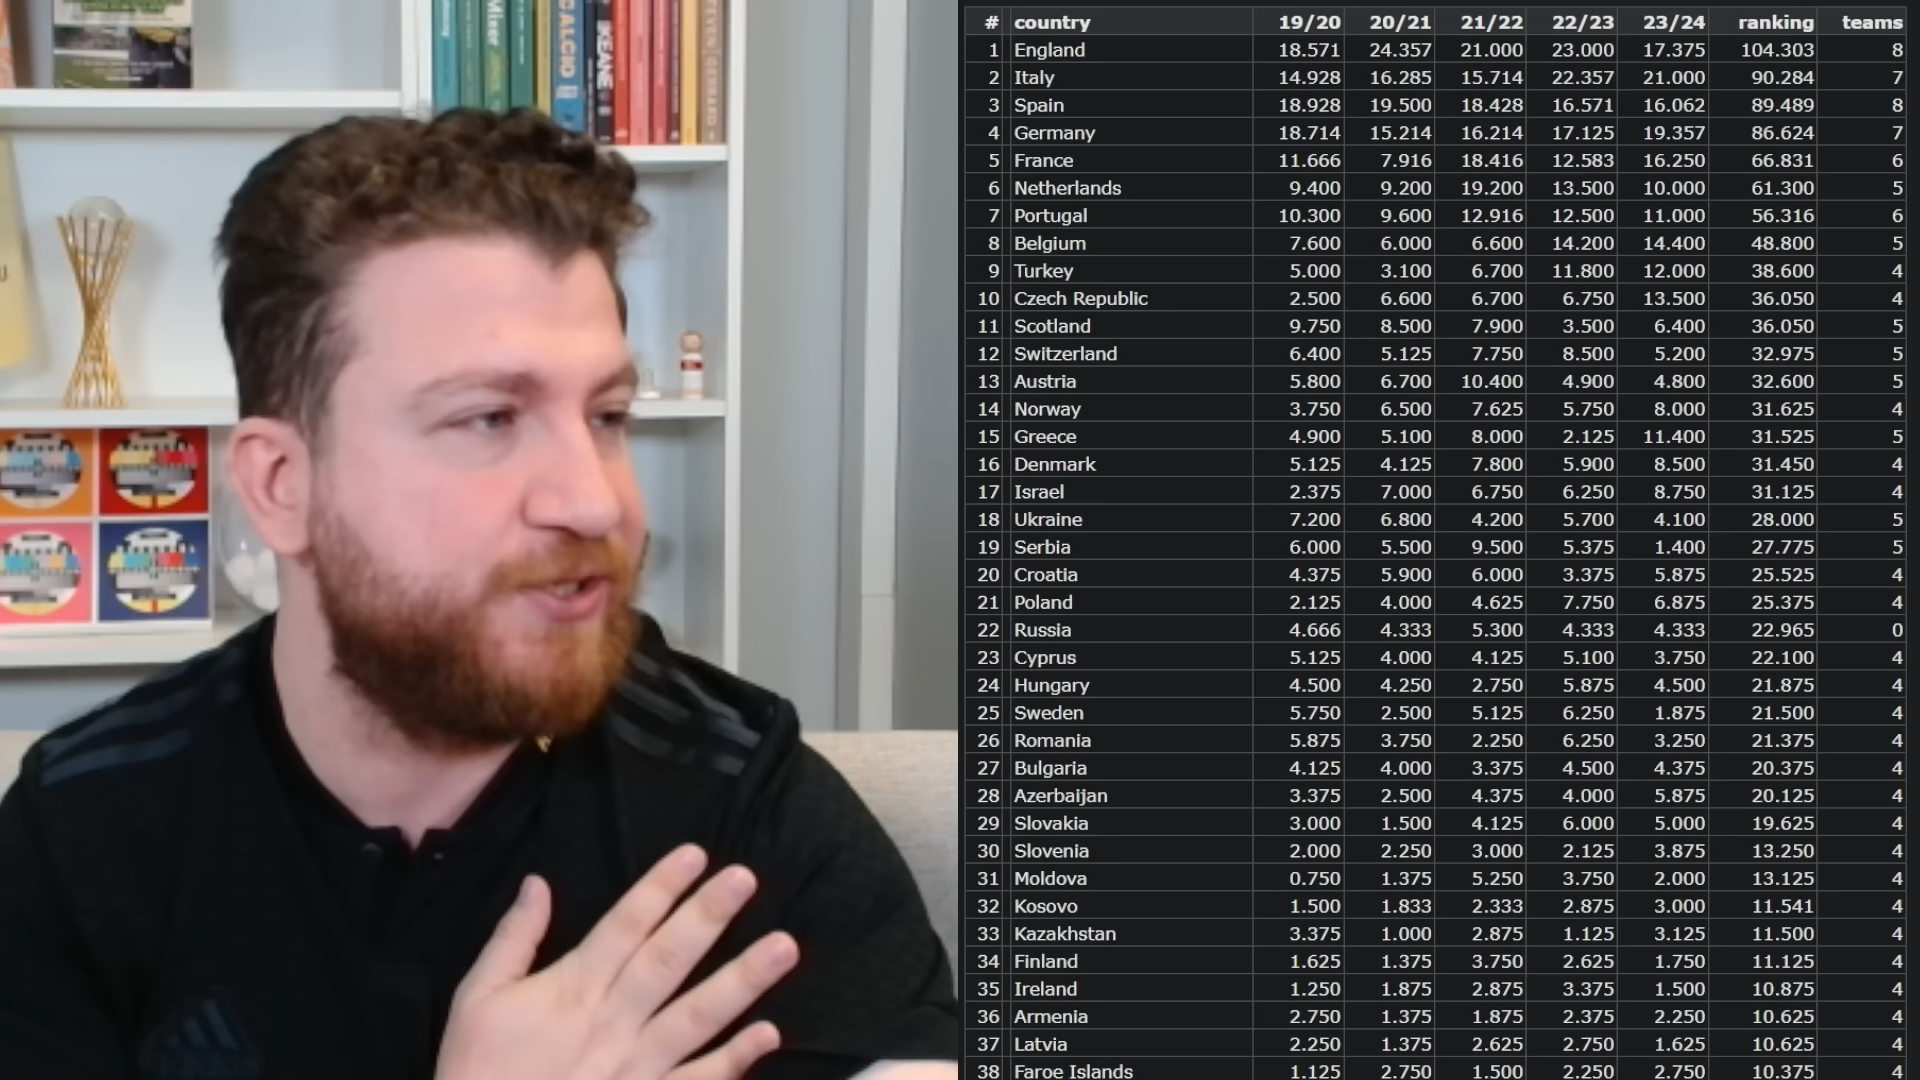 CALCIO
KEANE
STEVEN GERRARD
# country 19/20 20/21 21/22 22/23 23/24 ranking teams
1 England 18.571 24.357 21.000 23.000 17.375 104.303 8
2 Italy 14.928 16.285 15.714 22.357 21.000 90.284 7
3 Spain 18.928 19.500 18.428 16.571 16.062 89.489 8
4 Germany 18.714 15.214 16.214 17.125 19.357 86.624 7
5 France 11.666 7.916 18.416 12.583 16.250 66.831 6
6 Netherlands 9.400 9.200 19.200 13.500 10.000 61.300 5
7 Portugal 10.300 9.600 12.916 12.500 11.000 56.316 6
8 Belgium 7.600 6.000 6.600 14.200 14.400 48.800 5
9 Turkey 5.000 3.100 6.700 11.800 12.000 38.600 4
10 Czech Republic 2.500 6.600 6.700 6.750 13.500 36.050 4
11 Scotland 9.750 8.500 7.900 3.500 6.400 36.050 5
12 Switzerland 6.400 5.125 7.750 8.500 5.200 32.975 5
13 Austria 5.800 6.700 10.400 4.900 4.800 32.600 5
14 Norway 3.750 6.500 7.625 5.750 8.000 31.625 4
15 Greece 4.900 5.100 8.000 2.125 11.400 31.525 5
16 Denmark 5.125 4.125 7.800 5.900 8.500 31.450 4
17 Israel 2.375 7.000 6.750 6.250 8.750 31.125 4
18 Ukraine 7.200 6.800 4.200 5.700 4.100 28.000 5
19 Serbia 6.000 5.500 9.500 5.375 1.400 27.775 5
20 Croatia 4.375 5.900 6.000 3.375 5.875 25.525 4
21 Poland 2.125 4.000 4.625 7.750 6.875 25.375 4
22 Russia 4.666 4.333 5.300 4.333 4.333 22.965 0
23 Cyprus 5.125 4.000 4.125 5.100 3.750 22.100 4
24 Hungary 4.500 4.250 2.750 5.875 4.500 21.875 4
25 Sweden 5.750 2.500 5.125 6.250 1.875 21.500 4
26 Romania 5.875 3.750 2.250 6.250 3.250 21.375 4
27 Bulgaria 4.125 4.000 3.375 4.500 4.375 20.375 4
28 Azerbaijan 3.375 2.500 4.375 4.000 5.875 20.125 4
29 Slovakia 3.000 1.500 4.125 6.000 5.000 19.625 4
30 Slovenia 2.000 2.250 3.000 2.125 3.875 13.250 4
31 Moldova 0.750 1.375 5.250 3.750 2.000 13.125 4
32 Kosovo 1.500 1.833 2.333 2.875 3.000 11.541 4
33 Kazakhstan 3.375 1.000 2.875 1.125 3.125 11.500 4
34 Finland 1.625 1.375 3.750 2.625 1.750 11.125 4
35 Ireland 1.250 1.875 2.875 3.375 1.500 10.875 4
36 Armenia 2.750 1.375 1.875 2.375 2.250 10.625 4
37 Latvia 2.250 1.375 2.625 2.750 1.625 10.625 4
38 Faroe Islands 1.125 2.750 1.500 2.250 2.750 10.375 4